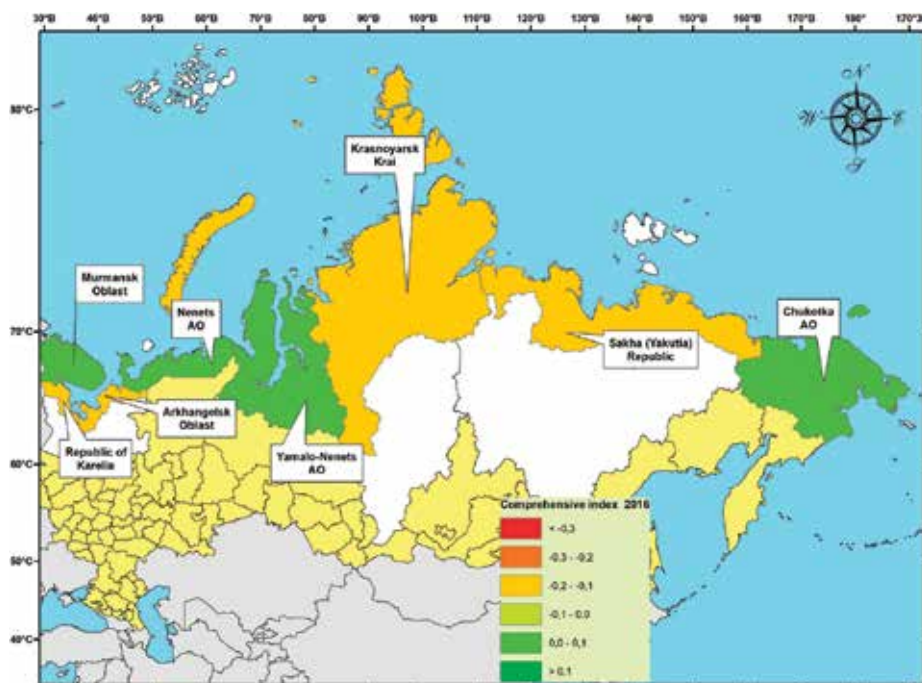 30°0' 40° 50° 60° 70° 80° 90° 100° 110° 120° 130° 140° 150° 160° 170° 180° 170
80°C
70°C
60°C
50°C
40°C
N
W
E
S
Krasnoyarsk
Krai
Murmansk
Oblast
Nenets
AO
Chukotka
AO
Sakha (Yakutia)
Republic
Arkhangelsk
Oblast
Republic of
Karelia
Yamalo-Nenets
AO
Comprehensive index 2016
< -0,3
-0.3 - -0.2
-0.2 - -0.1
-0.1 - 0.0
0,0 - 0,1
> 0.1